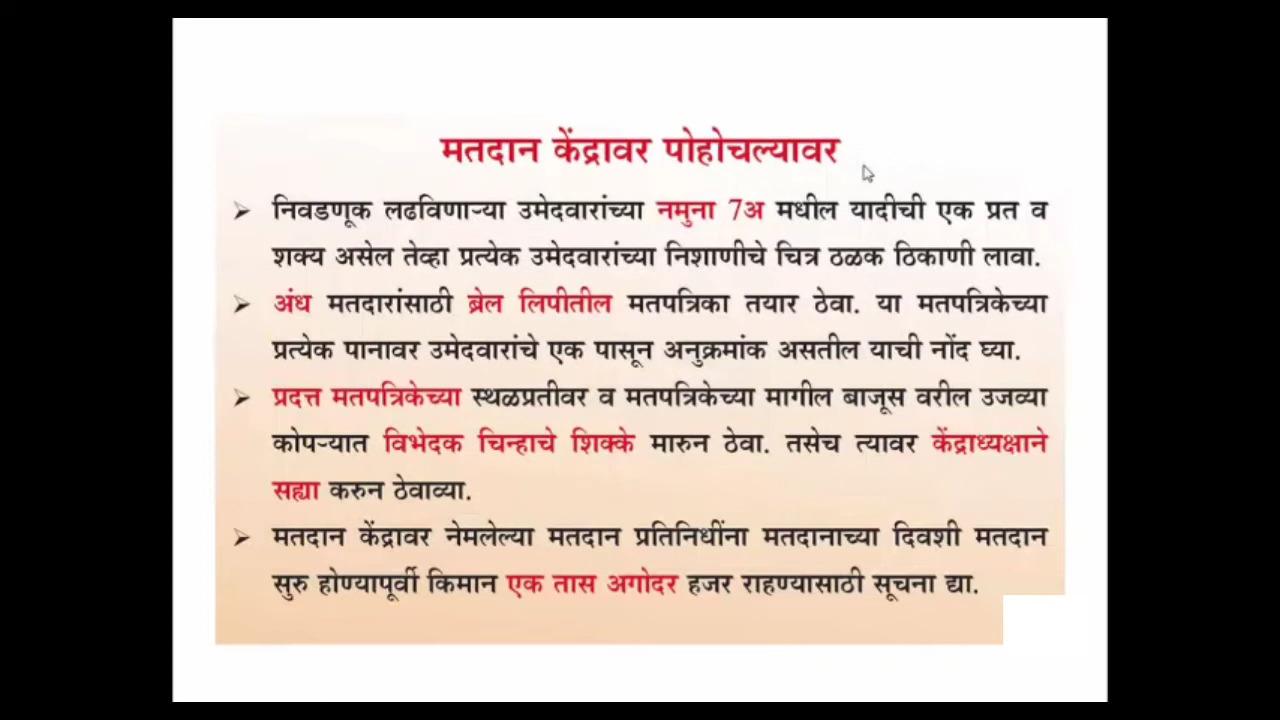 मतदान केंद्रावर पोहोचल्यावर
➢ निवडणूक लढविणाऱ्या उमेदवारांच्या नमुना 7अ मधील यादीची एक प्रत व
शक्य असेल तेव्हा प्रत्येक उमेदवारांच्या निशाणीचे चित्र ठळक ठिकाणी लावा.
➢ अंध मतदारांसाठी ब्रेल लिपीतील मतपत्रिका तयार ठेवा. या मतपत्रिकेच्या
प्रत्येक पानावर उमेदवारांचे एक पासून अनुक्रमांक असतील याची नोंद घ्या.
➢ प्रदत्त मतपत्रिकेच्या स्थळप्रतीवर व मतपत्रिकेच्या मागील बाजूस वरील उजव्या
कोपऱ्यात विभेदक चिन्हाचे शिक्के मारुन ठेवा. तसेच त्यावर केंद्राध्यक्षाने
सह्या करुन ठेवाव्या.
➢ मतदान केंद्रावर नेमलेल्या मतदान प्रतिनिधींना मतदानाच्या दिवशी मतदान
सुरु होण्यापूर्वी किमान एक तास अगोदर हजर राहण्यासाठी सूचना द्या.